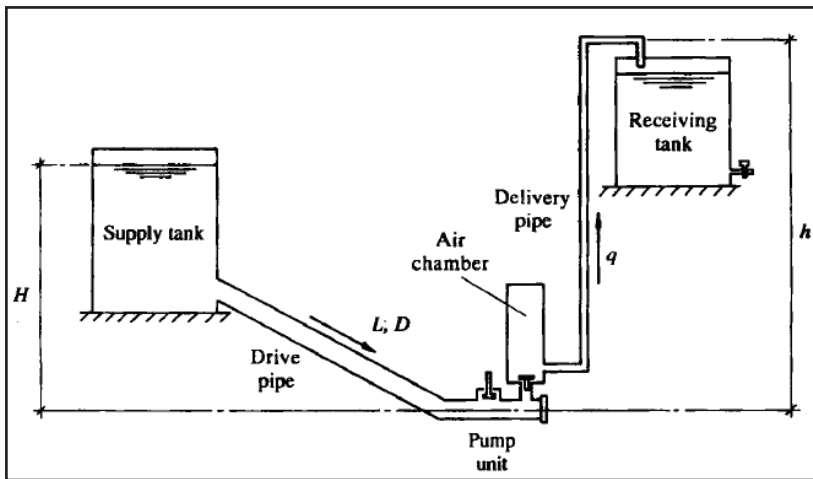 Receiving
tank
Delivery
pipe
h
Supply tank
Air
chamber
q
H
L, D
Drive
pipe
Pump
unit